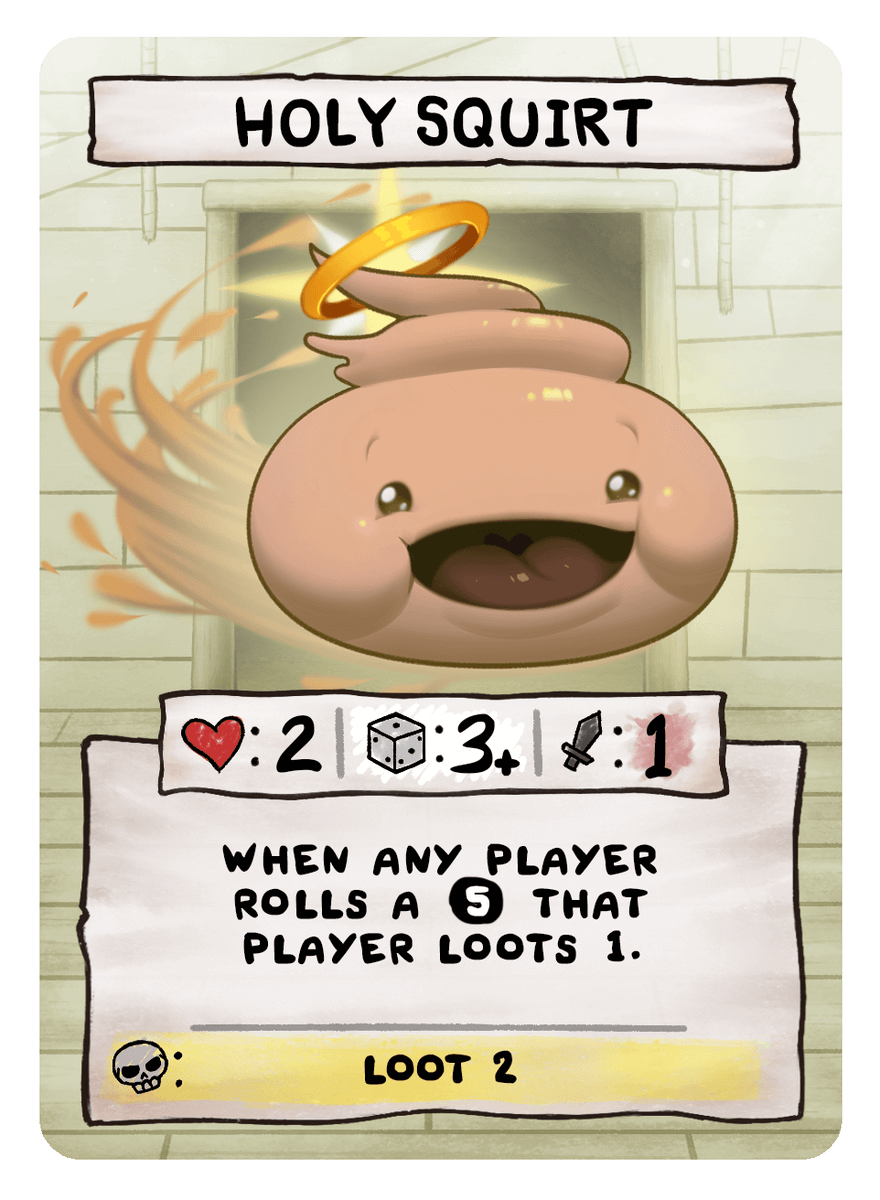 HOLY SQUIRT
:2 :3+ :1
WHEN ANY PLAYER
ROLLS A 5 THAT
PLAYER LOOTS 1.
: LOOT 2